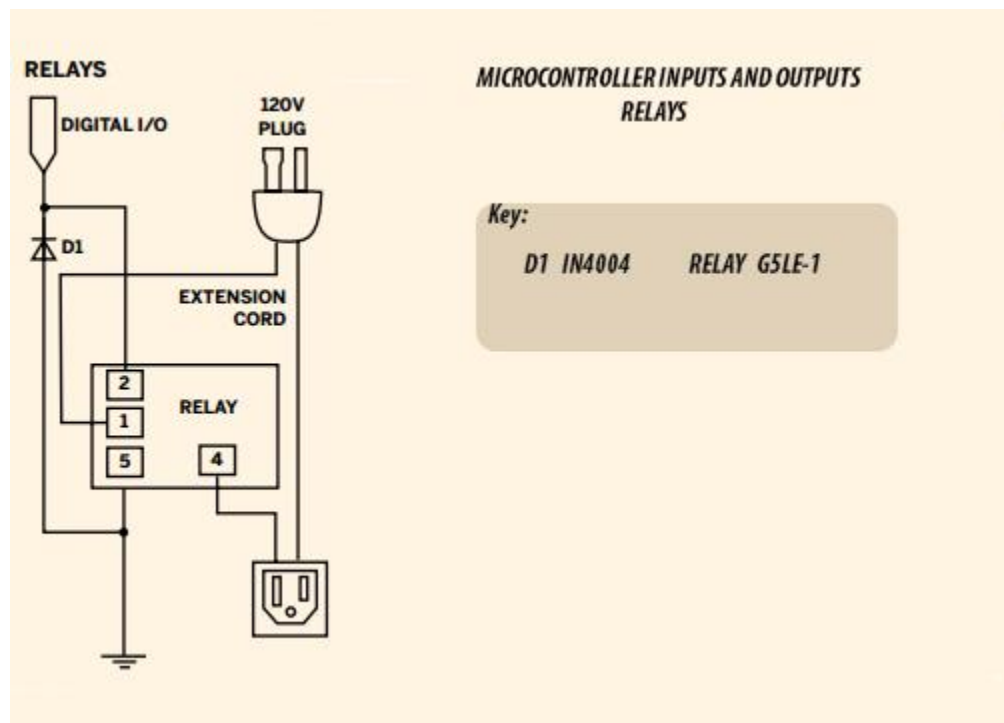 RELAYS
DIGITAL I/O
120V
PLUG
D1
EXTENSION
CORD
2
RELAY
1
5
4
MICROCONTROLLER INPUTS AND OUTPUTS
RELAYS
Key:
D1 IN4004 RELAY G5LE-1